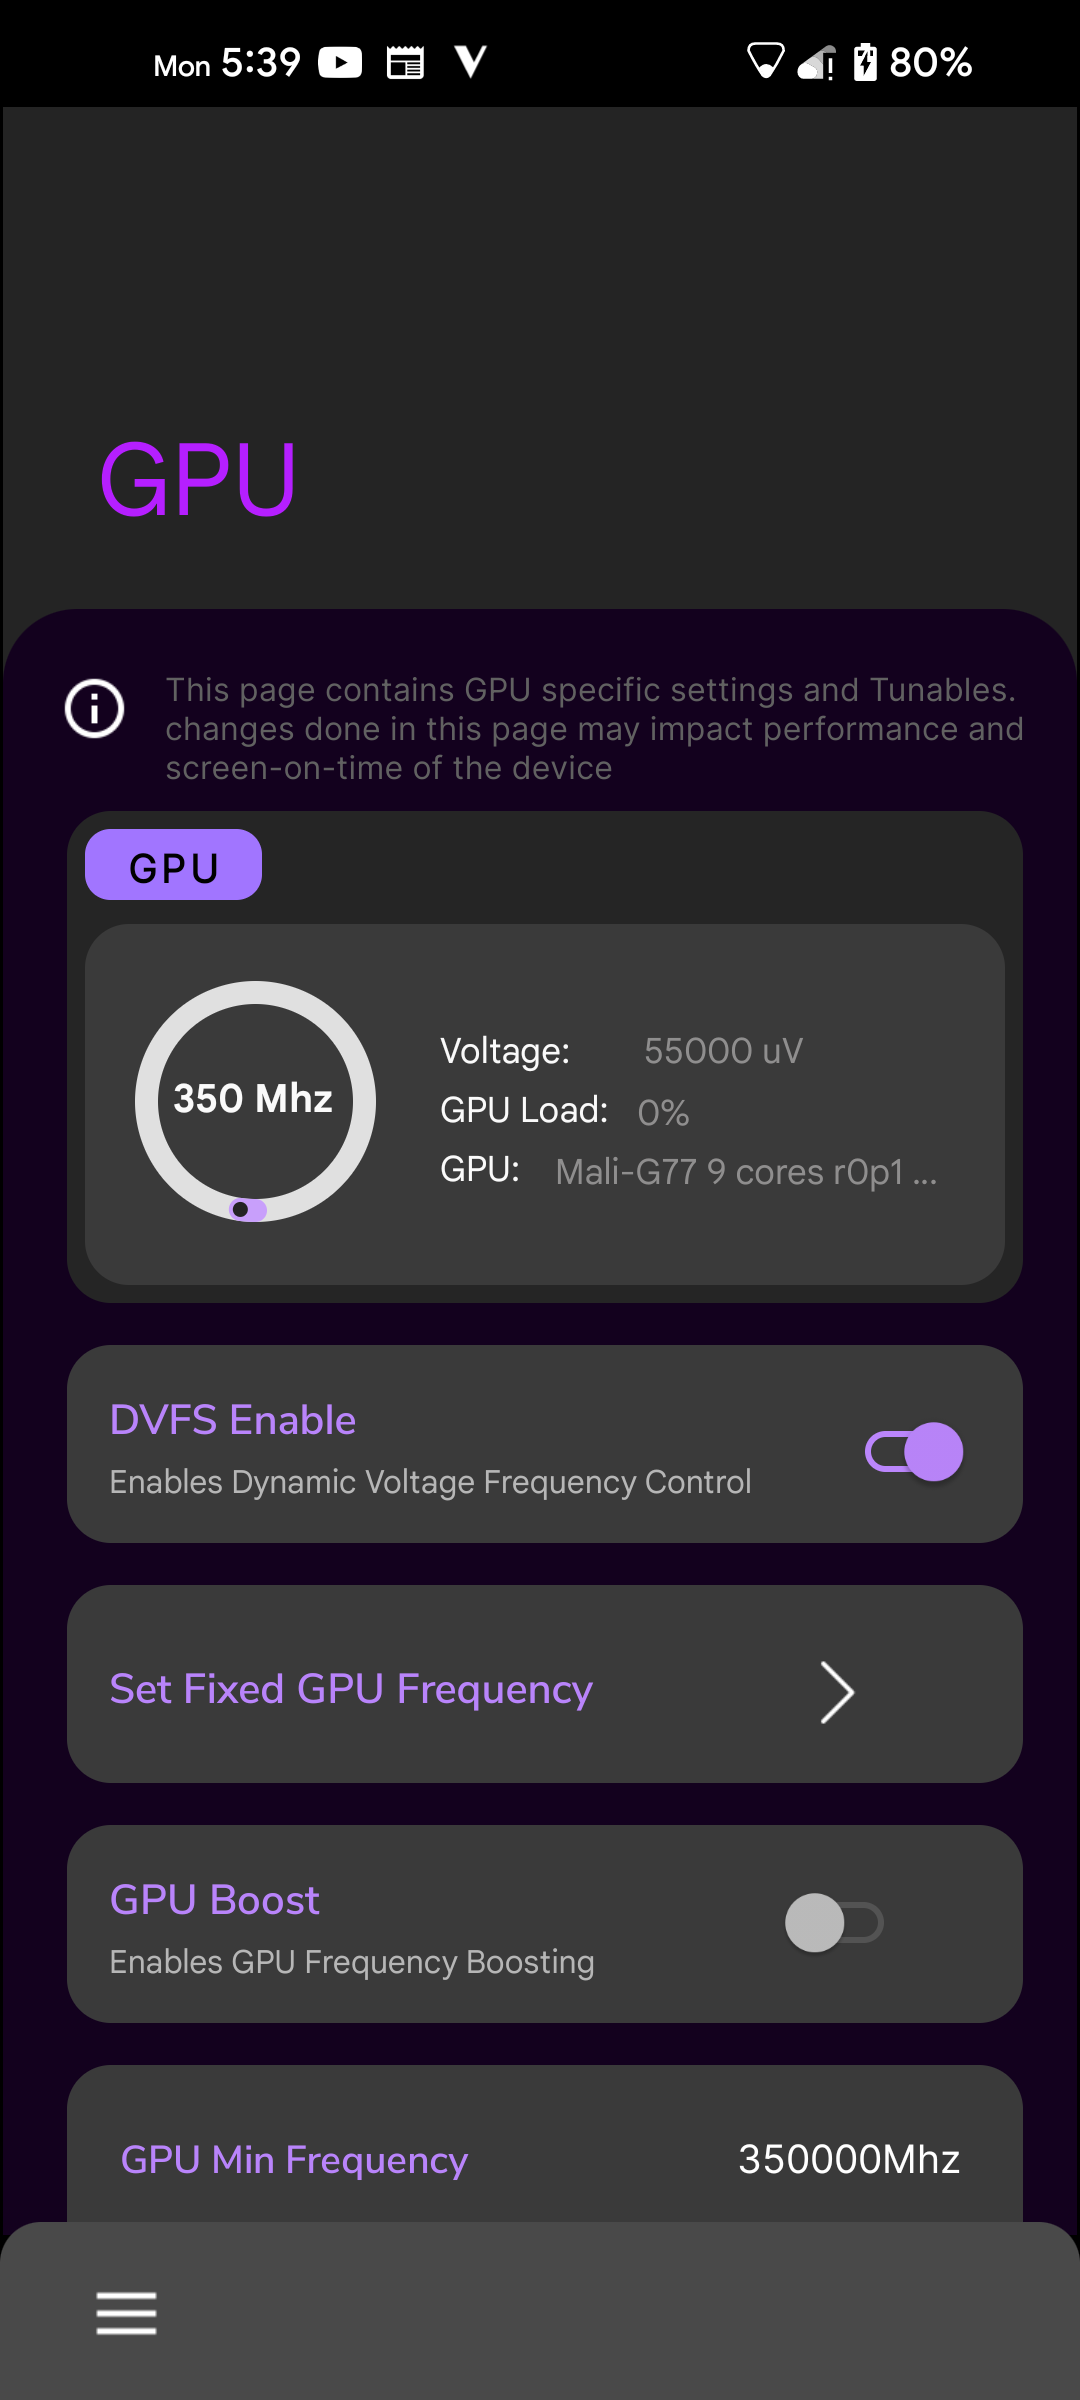 Mon 5:39 80%
GPU
This page contains GPU specific settings and Tunables.
changes done in this page may impact performance and
screen-on-time of the device
GPU
350 Mhz
Voltage: 55000 uV
GPU Load: 0%
GPU: Mali-G77 9 cores r0p1 ...
DVFS Enable
Enables Dynamic Voltage Frequency Control
Set Fixed GPU Frequency
GPU Boost
Enables GPU Frequency Boosting
GPU Min Frequency 350000Mhz